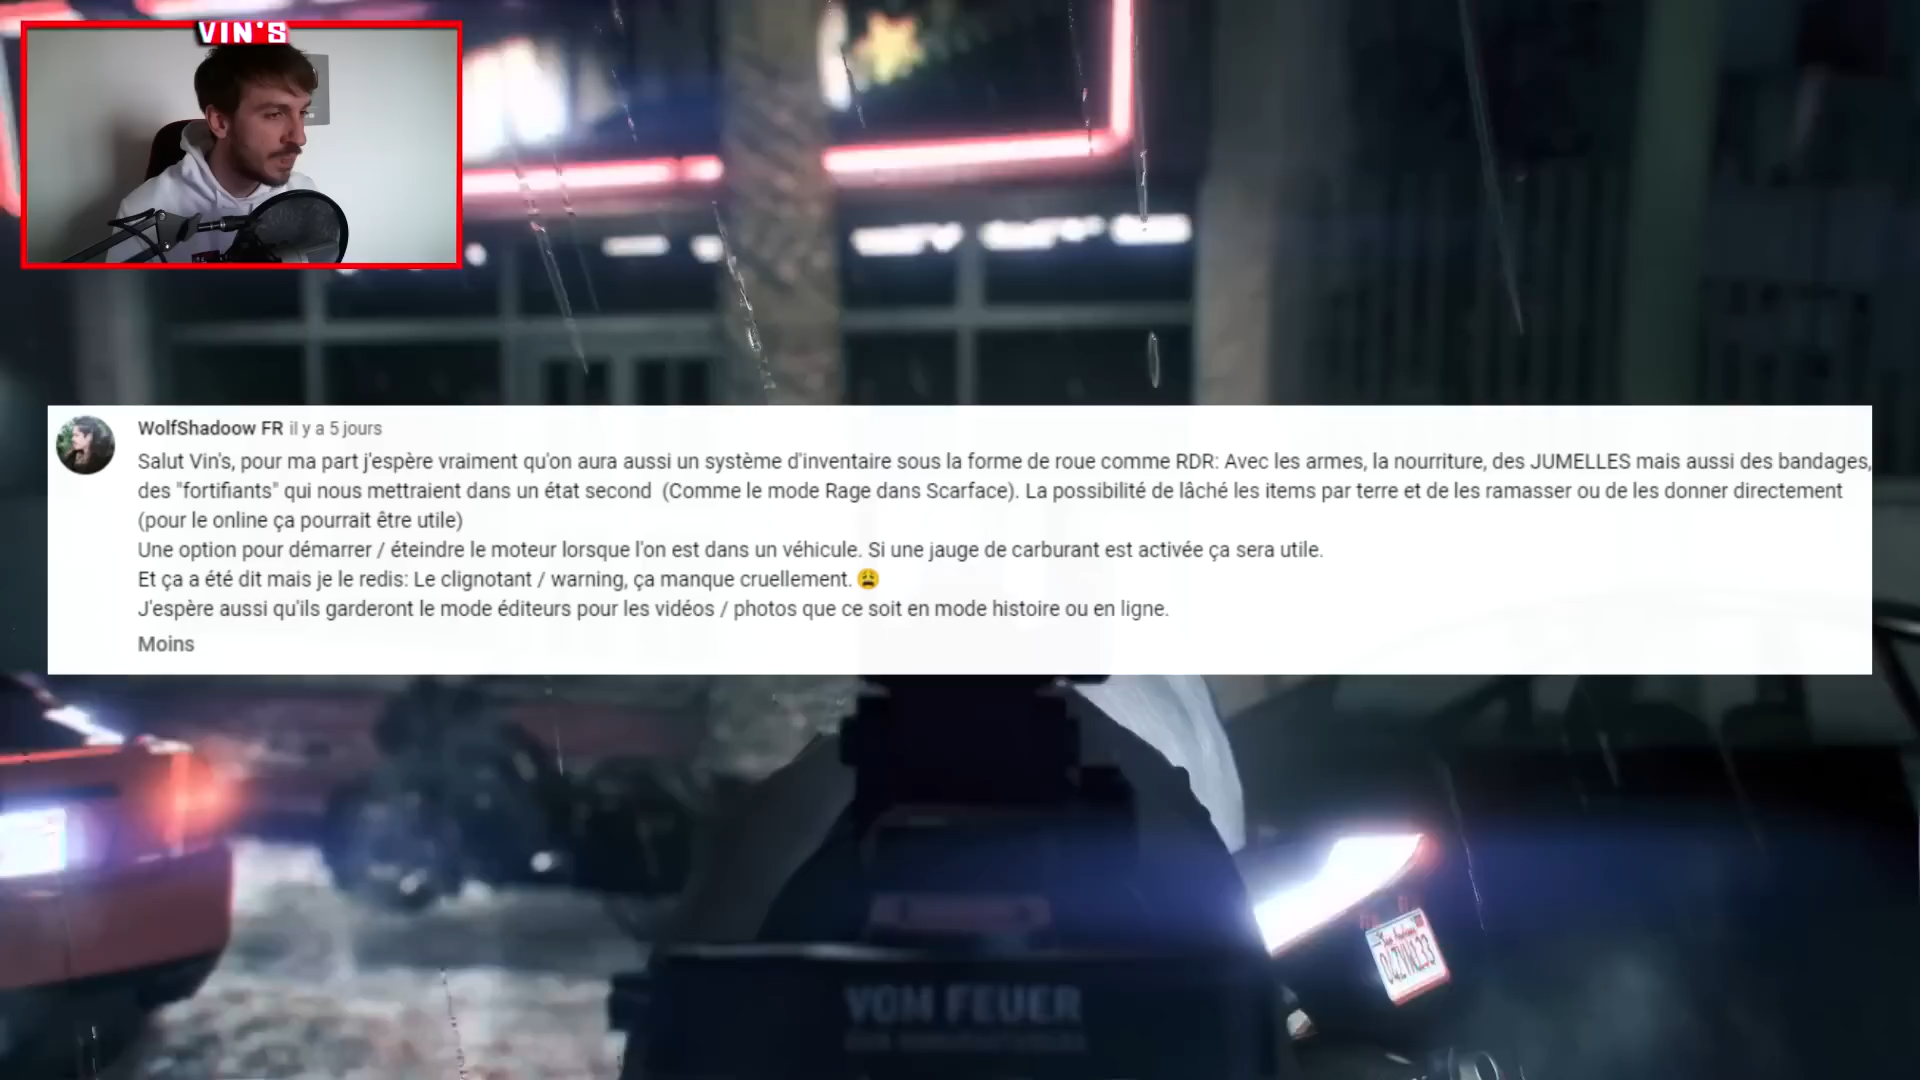 VIN'S
WolfShadoow FR il y a 5 jours
Salut Vin's, pour ma part j'espère vraiment qu'on aura aussi un système d'inventaire sous la forme de roue comme RDR: Avec les armes, la nourriture, des JUMELLES mais aussi des bandages,
des "fortifiants" qui nous mettraient dans un état second (Comme le mode Rage dans Scarface). La possibilité de lâché les items par terre et de les ramasser ou de les donner directement
(pour le online ça pourrait être utile)
Une option pour démarrer / éteindre le moteur lorsque l'on est dans un véhicule. Si une jauge de carburant est activée ça sera utile.
Et ça a été dit mais je le redis: Le clignotant / warning, ça manque cruellement. 😩
J'espère aussi qu'ils garderont le mode éditeurs pour les vidéos / photos que ce soit en mode histoire ou en ligne.
Moins
VOM FEUER